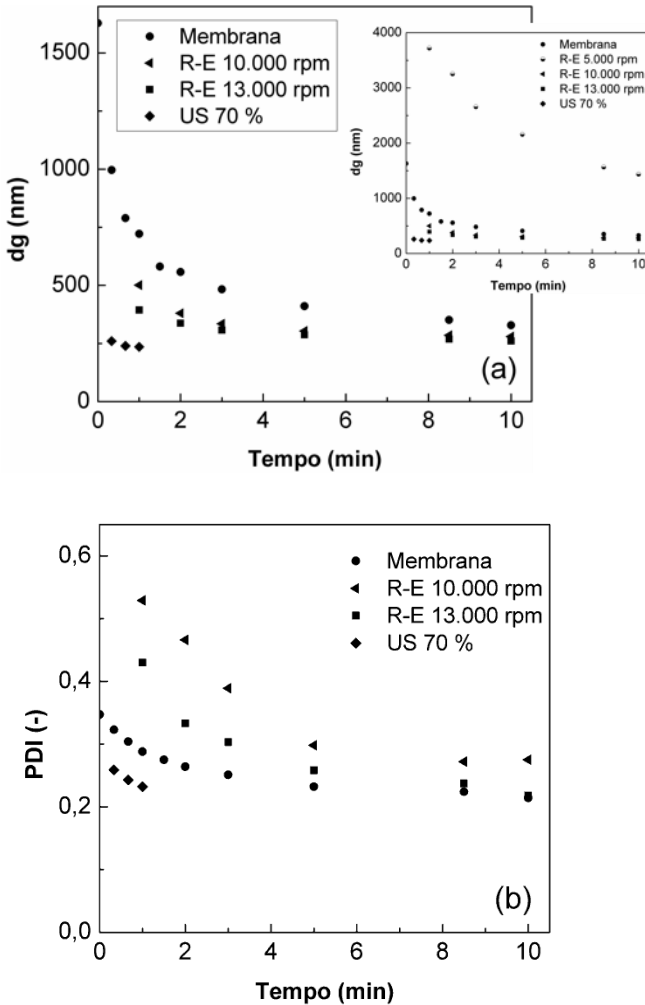 1500
1000
500
0
dg (nm)
Membrana
R-E 10.000 rpm
R-E 13.000 rpm
US 70 %
0 2 4 6 8 10
Tempo (min)
(a)
4000
3000
2000
1000
0
dg (nm)
Membrana
R-E 5.000 rpm
R-E 10.000 rpm
R-E 13.000 rpm
US 70 %
0 2 4 6 8 10
Tempo (min)
0,6
0,4
0,2
0,0
PDI (-)
Membrana
R-E 10.000 rpm
R-E 13.000 rpm
US 70 %
(b)
0 2 4 6 8 10
Tempo (min)